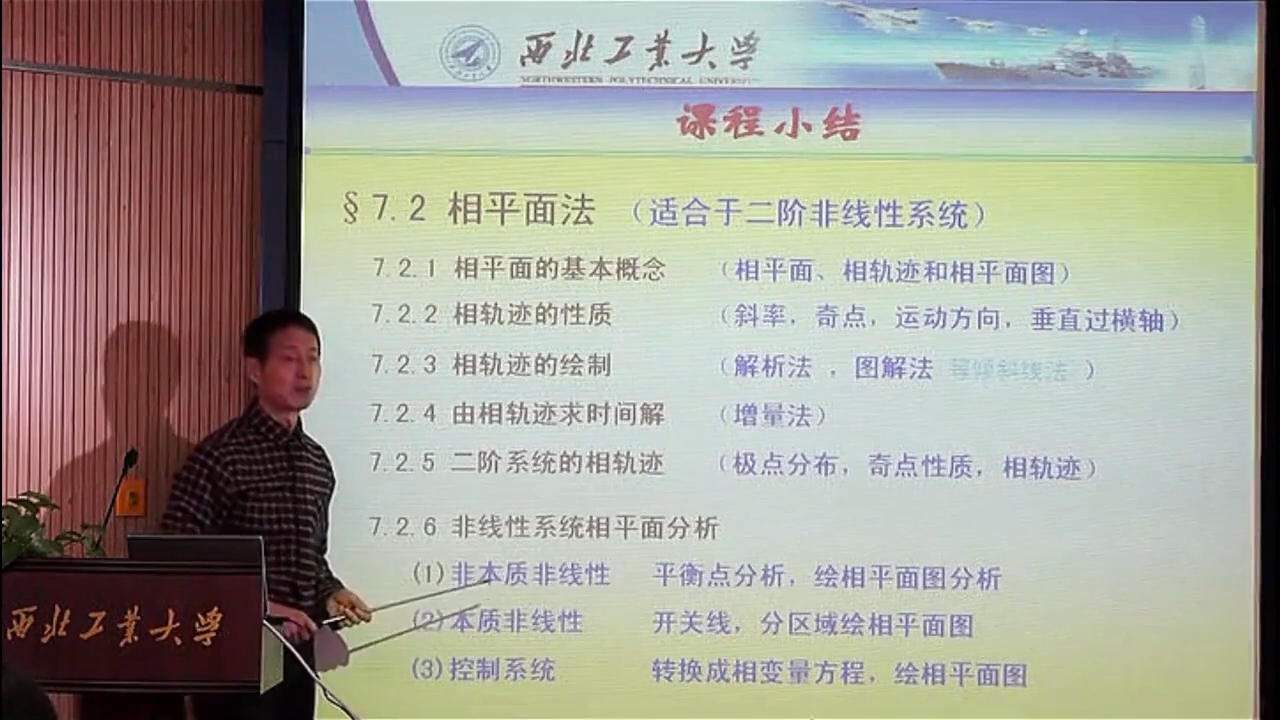 西北工业大学
NORTHWESTERN POLYTECHNICAL UNIVERSITY
课程小结
§7.2 相平面法 （适合于二阶非线性系统）
7.2.1 相平面的基本概念 （相平面、相轨迹和相平面图）
7.2.2 相轨迹的性质 （斜率，奇点，运动方向，垂直过横轴）
7.2.3 相轨迹的绘制 （解析法 ，图解法 等倾斜线法 ）
7.2.4 由相轨迹求时间解 （增量法）
7.2.5 二阶系统的相轨迹 （极点分布，奇点性质，相轨迹）
7.2.6 非线性系统相平面分析
(1)非本质非线性 平衡点分析，绘相平面图分析
(2)本质非线性 开关线，分区域绘相平面图
(3)控制系统 转换成相变量方程，绘相平面图
西北工业大学